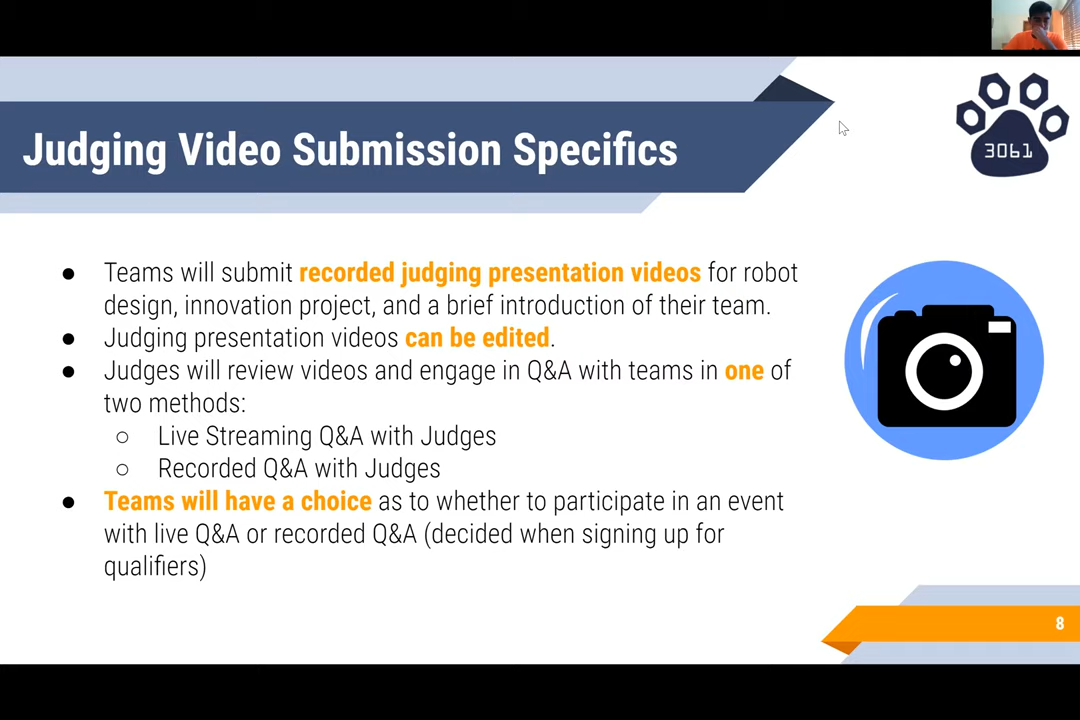 Judging Video Submission Specifics
3061
● Teams will submit recorded judging presentation videos for robot
design, innovation project, and a brief introduction of their team.
● Judging presentation videos can be edited.
● Judges will review videos and engage in Q&A with teams in one of
two methods:
○ Live Streaming Q&A with Judges
○ Recorded Q&A with Judges
● Teams will have a choice as to whether to participate in an event
with live Q&A or recorded Q&A (decided when signing up for
qualifiers)
8